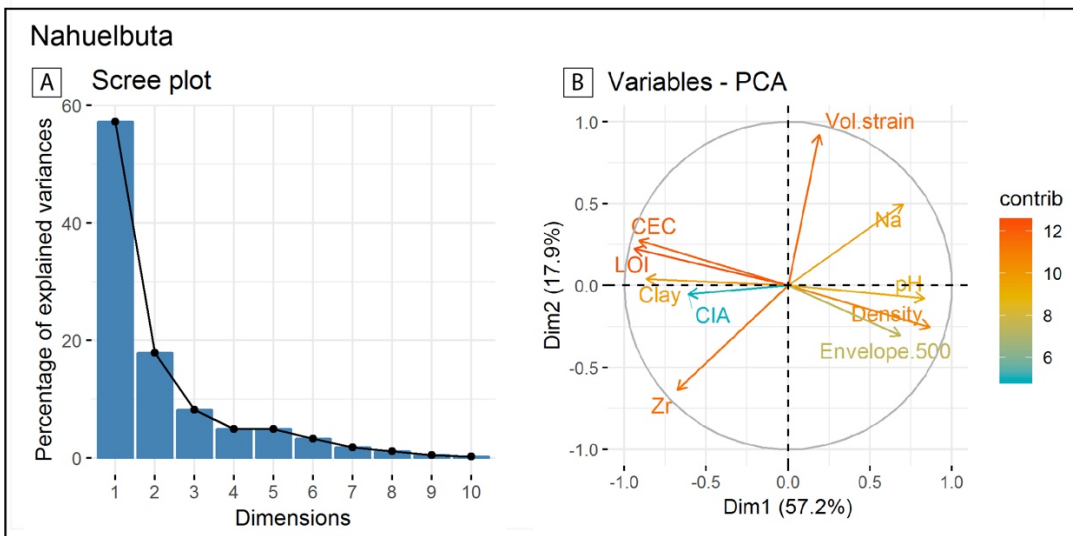 Nahuelbuta
A Scree plot
Percentage of explained variances
60
40
20
0
1 2 3 4 5 6 7 8 9 10
Dimensions
B Variables - PCA
Dim2 (17.9%)
1.0
0.5
0.0
-0.5
-1.0
Vol.strain
Na
CEC
LOI
Clay
CIA
pH
Density
Envelope.500
Zr
-1.0 -0.5 0.0 0.5 1.0
Dim1 (57.2%)
contrib
12
10
8
6